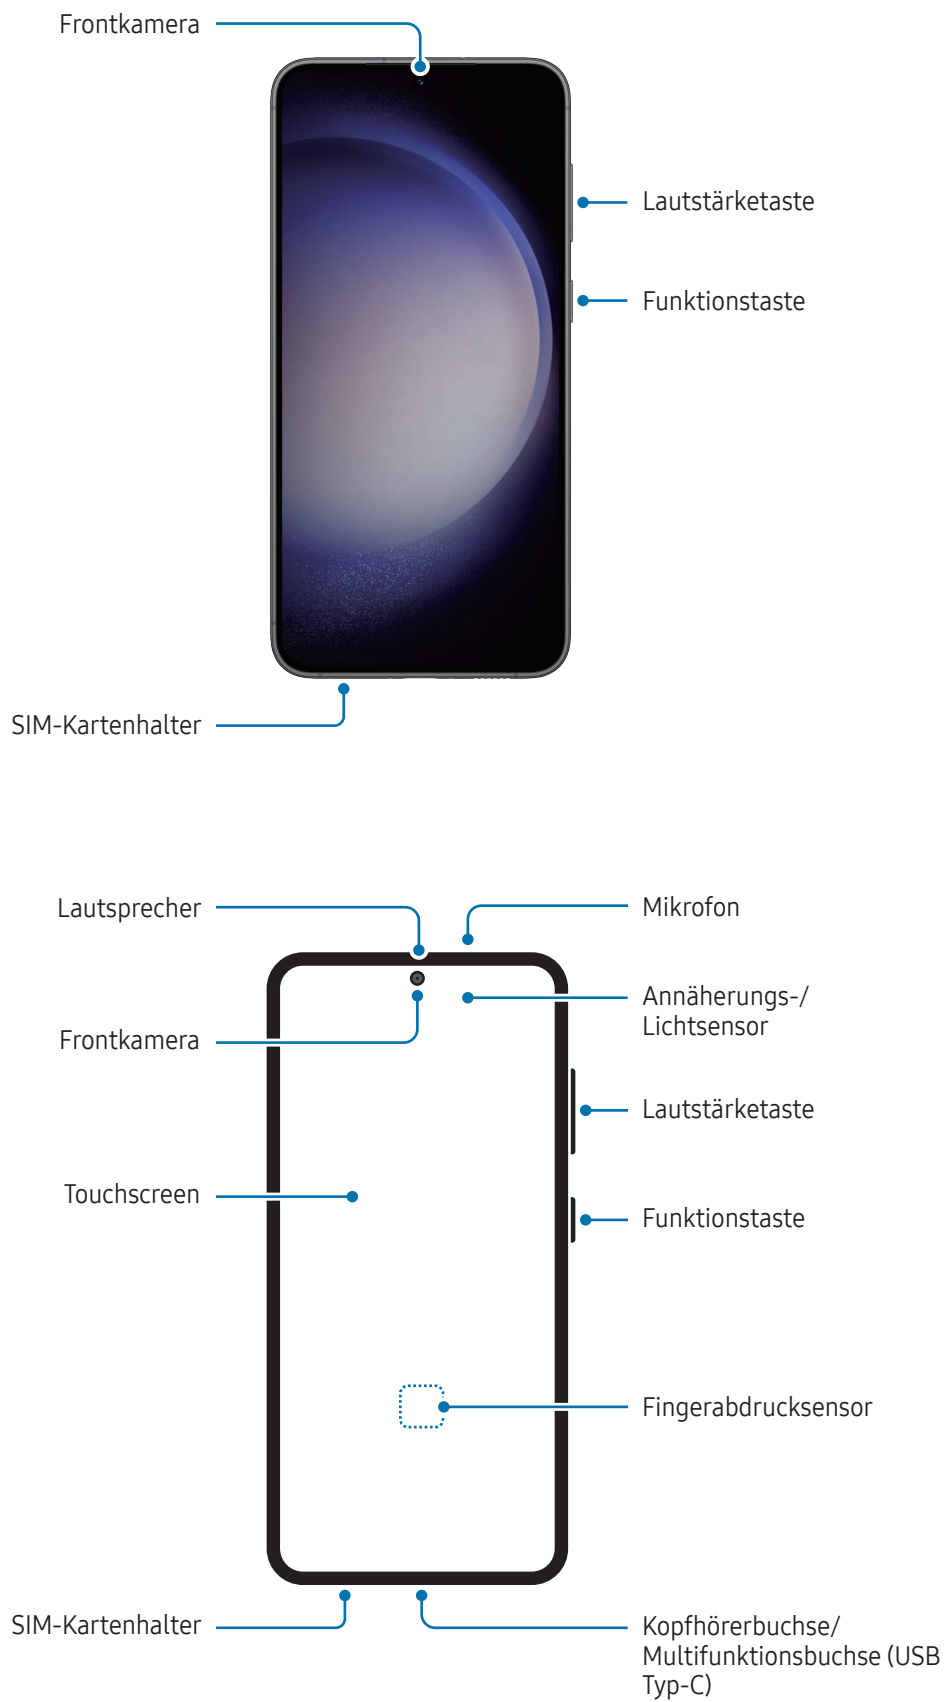 Frontkamera
Lautstärketaste
Funktionstaste
SIM-Kartenhalter
Lautsprecher
Mikrofon
Annäherungs-/
Lichtsensor
Frontkamera
Lautstärketaste
Touchscreen
Funktionstaste
Fingerabdrucksensor
SIM-Kartenhalter
Kopfhörerbuchse/
Multifunktionsbuchse (USB
Typ-C)